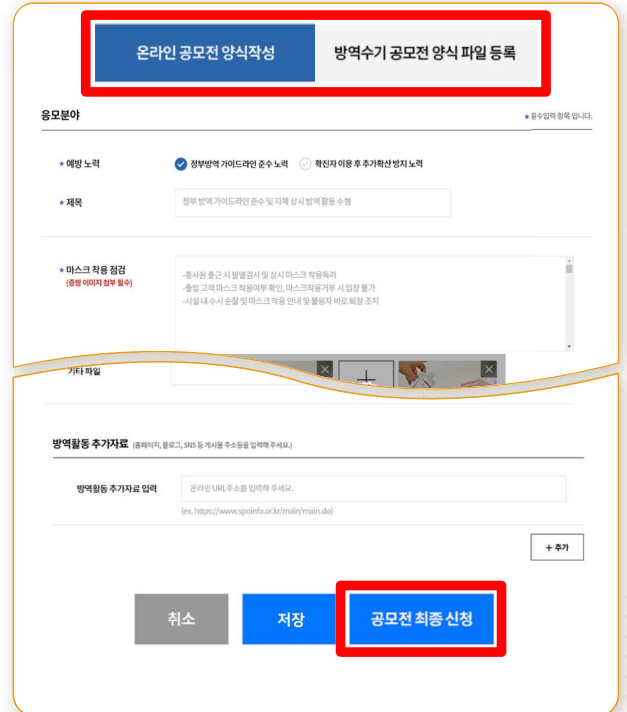 온라인 공모전 양식작성
방역수기 공모전 양식 파일 등록
응모분야
★ 필수입력 항목 입니다.
★ 예방 노력
정부방역 가이드라인 준수 노력
확진자 이용 후 추가확산 방지 노력
★ 제목
정부 방역 가이드라인 준수 및 자체 상시 방역 활동 수행
★ 마스크 착용 점검
(증빙 이미지 첨부 필수)
-종사원 출근 시 발열검사 및 상시 마스크 착용독려
-출입 고객 마스크 착용여부 확인, 마스크착용거부 시 입장 불가
-시설 내 수시 순찰 및 마스크 착용 안내 및 불응자 바로 퇴장 조치
기타 파일
방역활동 추가자료 (홈페이지, 블로그, SNS 등 게시물 주소등을 입력해 주세요.)
방역활동 추가자료 입력
온라인 URL주소를 입력해 주세요.
(ex. https://www.spoinfo.or.kr/main/main.do)
+ 추가
취소
저장
공모전 최종 신청